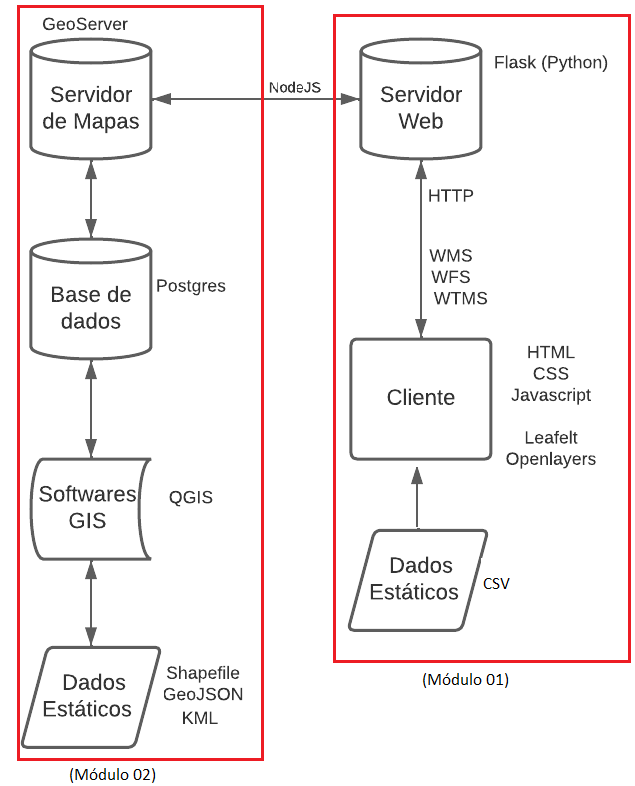 GeoServer
Servidor
de Mapas
NodeJS
Servidor
Web
Flask (Python)
HTTP
WMS
WFS
WTMS
Base de
dados
Postgres
Cliente
HTML
CSS
Javascript
Leafelt
Openlayers
Softwares
GIS
QGIS
Dados
Estáticos
CSV
Dados
Estáticos
Shapefile
GeoJSON
KML
(Módulo 01)
(Módulo 02)